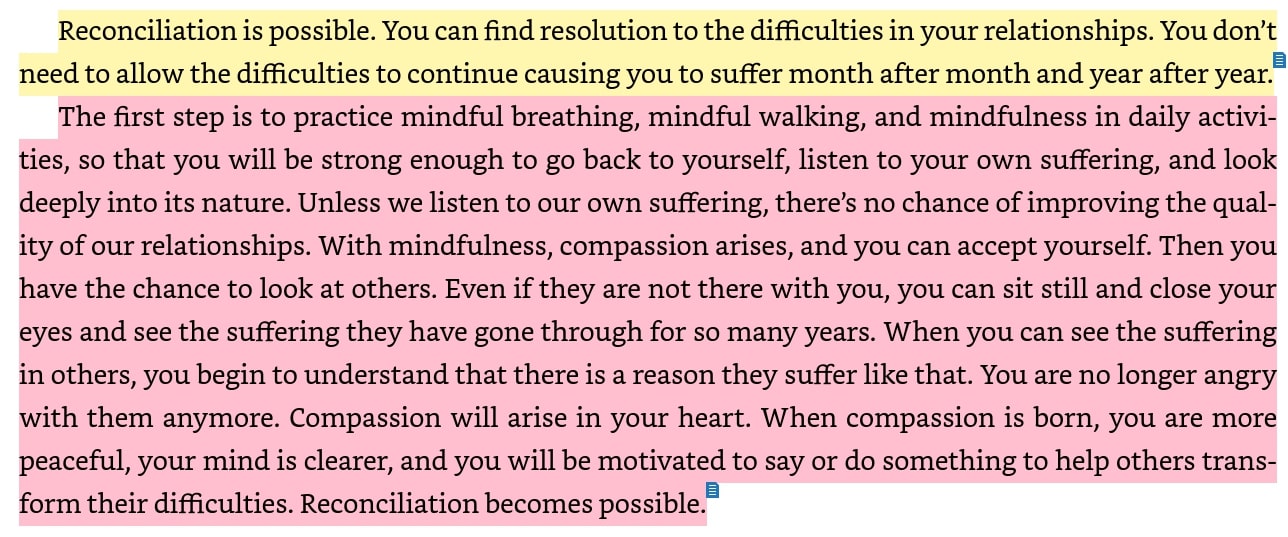 Reconciliation is possible. You can find resolution to the difficulties in your relationships. You don’t
need to allow the difficulties to continue causing you to suffer month after month and year after year.
The first step is to practice mindful breathing, mindful walking, and mindfulness in daily activi-
ties, so that you will be strong enough to go back to yourself, listen to your own suffering, and look
deeply into its nature. Unless we listen to our own suffering, there’s no chance of improving the qual-
ity of our relationships. With mindfulness, compassion arises, and you can accept yourself. Then you
have the chance to look at others. Even if they are not there with you, you can sit still and close your
eyes and see the suffering they have gone through for so many years. When you can see the suffering
in others, you begin to understand that there is a reason they suffer like that. You are no longer angry
with them anymore. Compassion will arise in your heart. When compassion is born, you are more
peaceful, your mind is clearer, and you will be motivated to say or do something to help others trans-
form their difficulties. Reconciliation becomes possible.